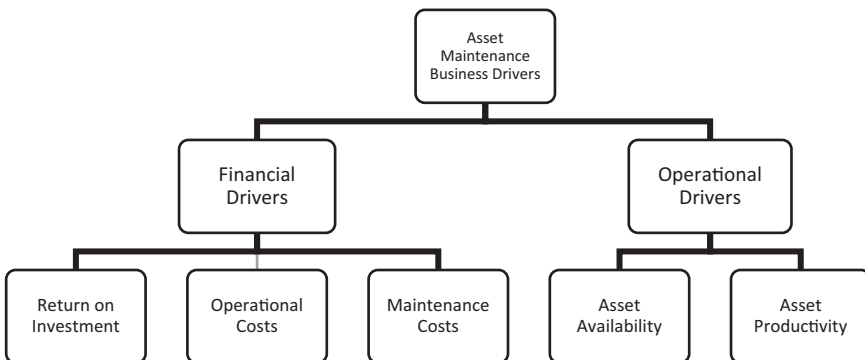 Asset
Maintenance
Business Drivers
Financial
Drivers
Operational
Drivers
Return on
Investment
Operational
Costs
Maintenance
Costs
Asset
Availability
Asset
Productivity